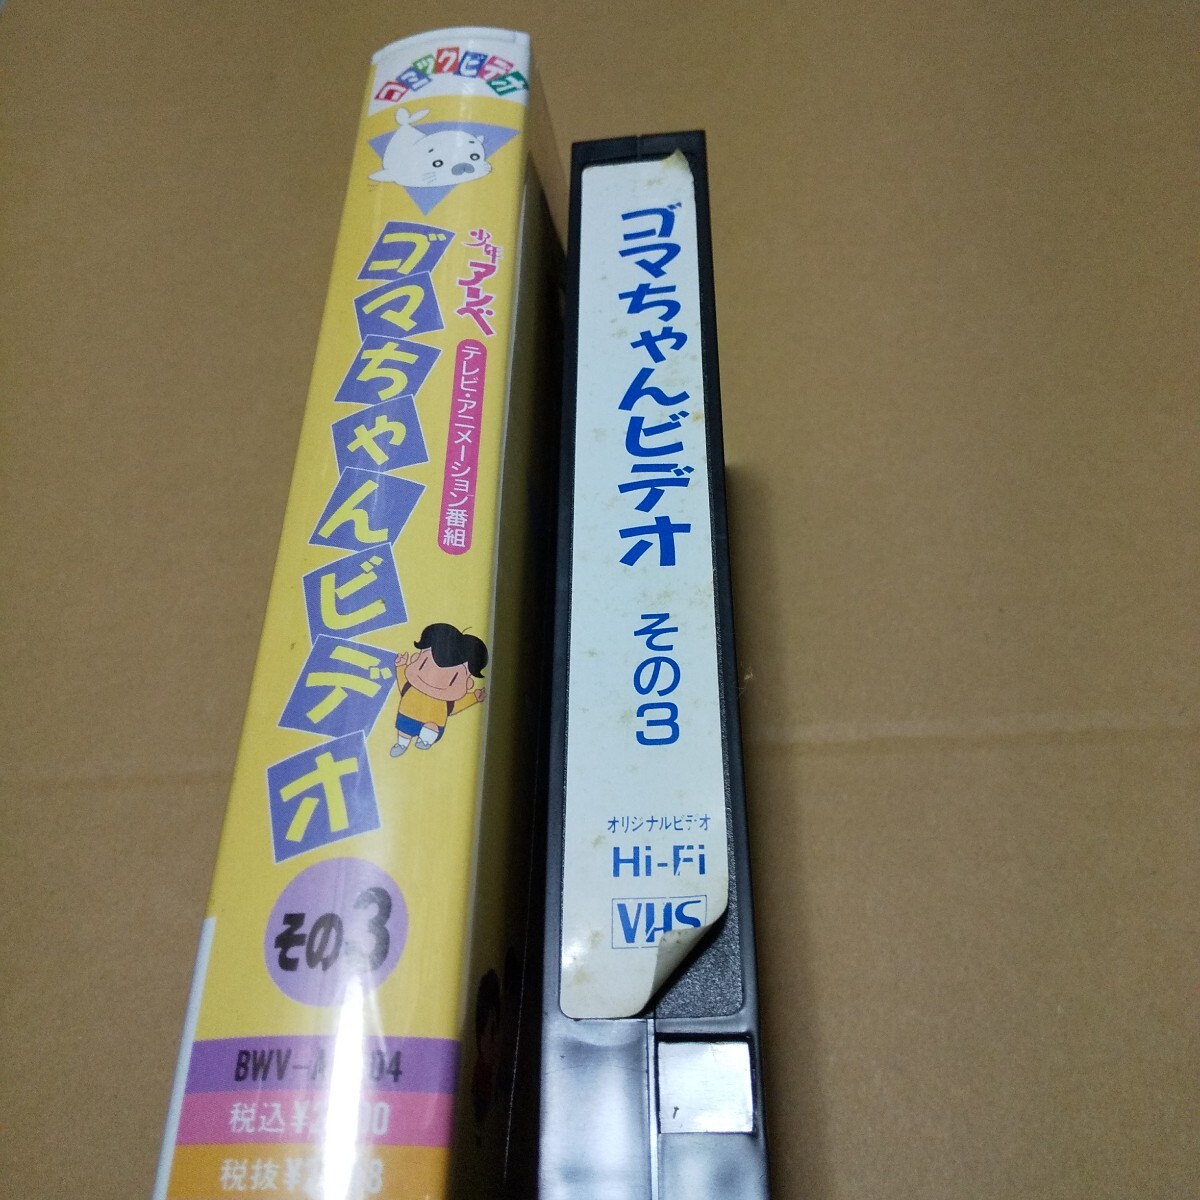 コミックビデオ
少年アシベ
ゴマちゃんビデオ
テレビ・アニメーション番組
その3
税込¥
税抜¥
ゴマちゃんビデオ その3
オリジナルビデオ
Hi-Fi
VHS